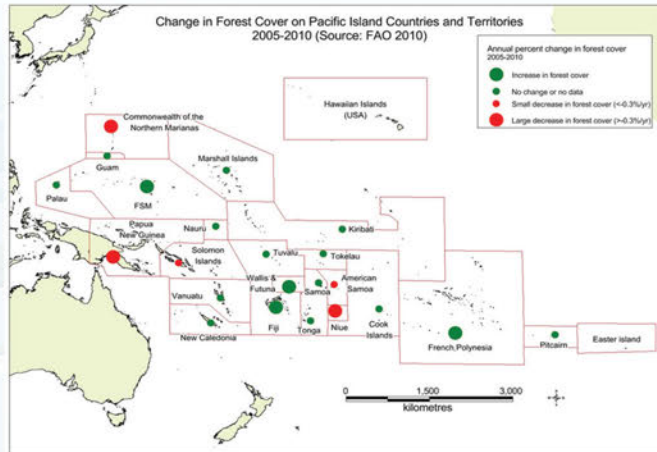 Change in Forest Cover on Pacific Island Countries and Territories
2005-2010 (Source: FAO 2010)
Annual percent change in forest cover
2005-2010
Increase in forest cover
No change or no data
Small decrease in forest cover (<-0.3%/yr)
Large decrease in forest cover (>-0.3%/yr)
Hawaiian Islands
(USA)
Commonwealth of the
Northern Marianas
Guam
Marshall Islands
Palau
FSM
Papua
New Guinea
Nauru
Kiribati
Solomon
Islands
Tuvalu
Tokelau
Wallis &
Futuna
Samoa
American
Samoa
Vanuatu
Fiji
Tonga
Niue
Cook
Islands
New Caledonia
French Polynesia
Pitcairn
Easter island
0 1,500 3,000
kilometres